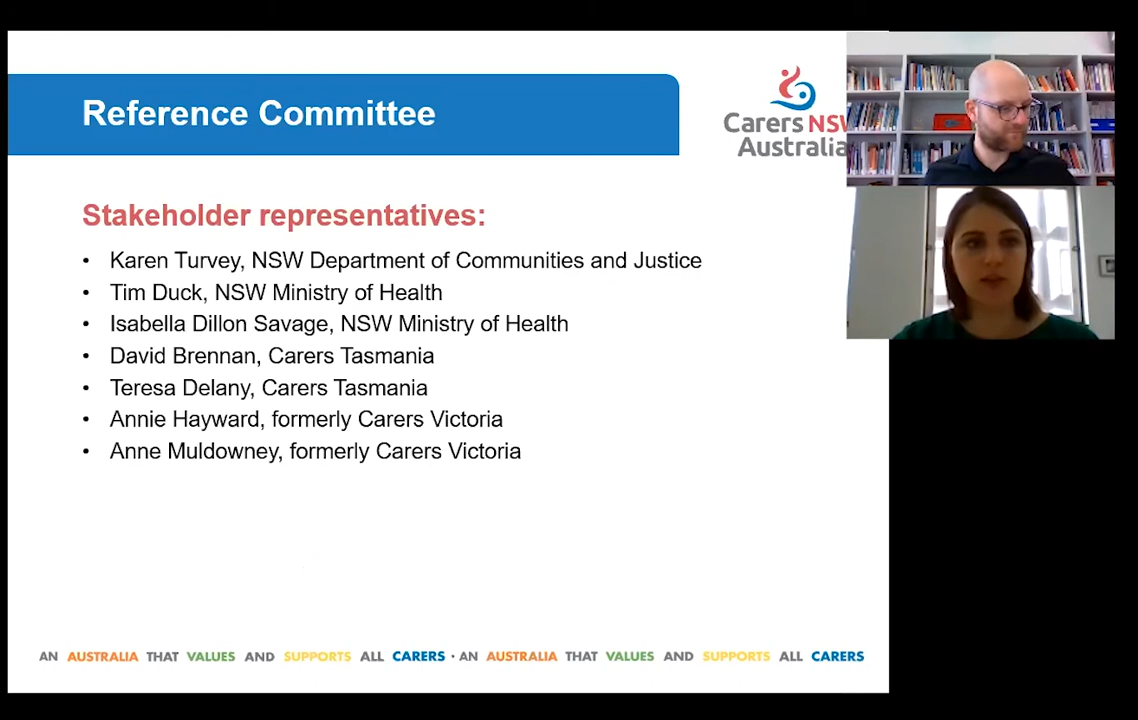 Reference Committee
Carers NSW
Australia
Stakeholder representatives:
• Karen Turvey, NSW Department of Communities and Justice
• Tim Duck, NSW Ministry of Health
• Isabella Dillon Savage, NSW Ministry of Health
• David Brennan, Carers Tasmania
• Teresa Delany, Carers Tasmania
• Annie Hayward, formerly Carers Victoria
• Anne Muldowney, formerly Carers Victoria
AN AUSTRALIA THAT VALUES AND SUPPORTS ALL CARERS · AN AUSTRALIA THAT VALUES AND SUPPORTS ALL CARERS